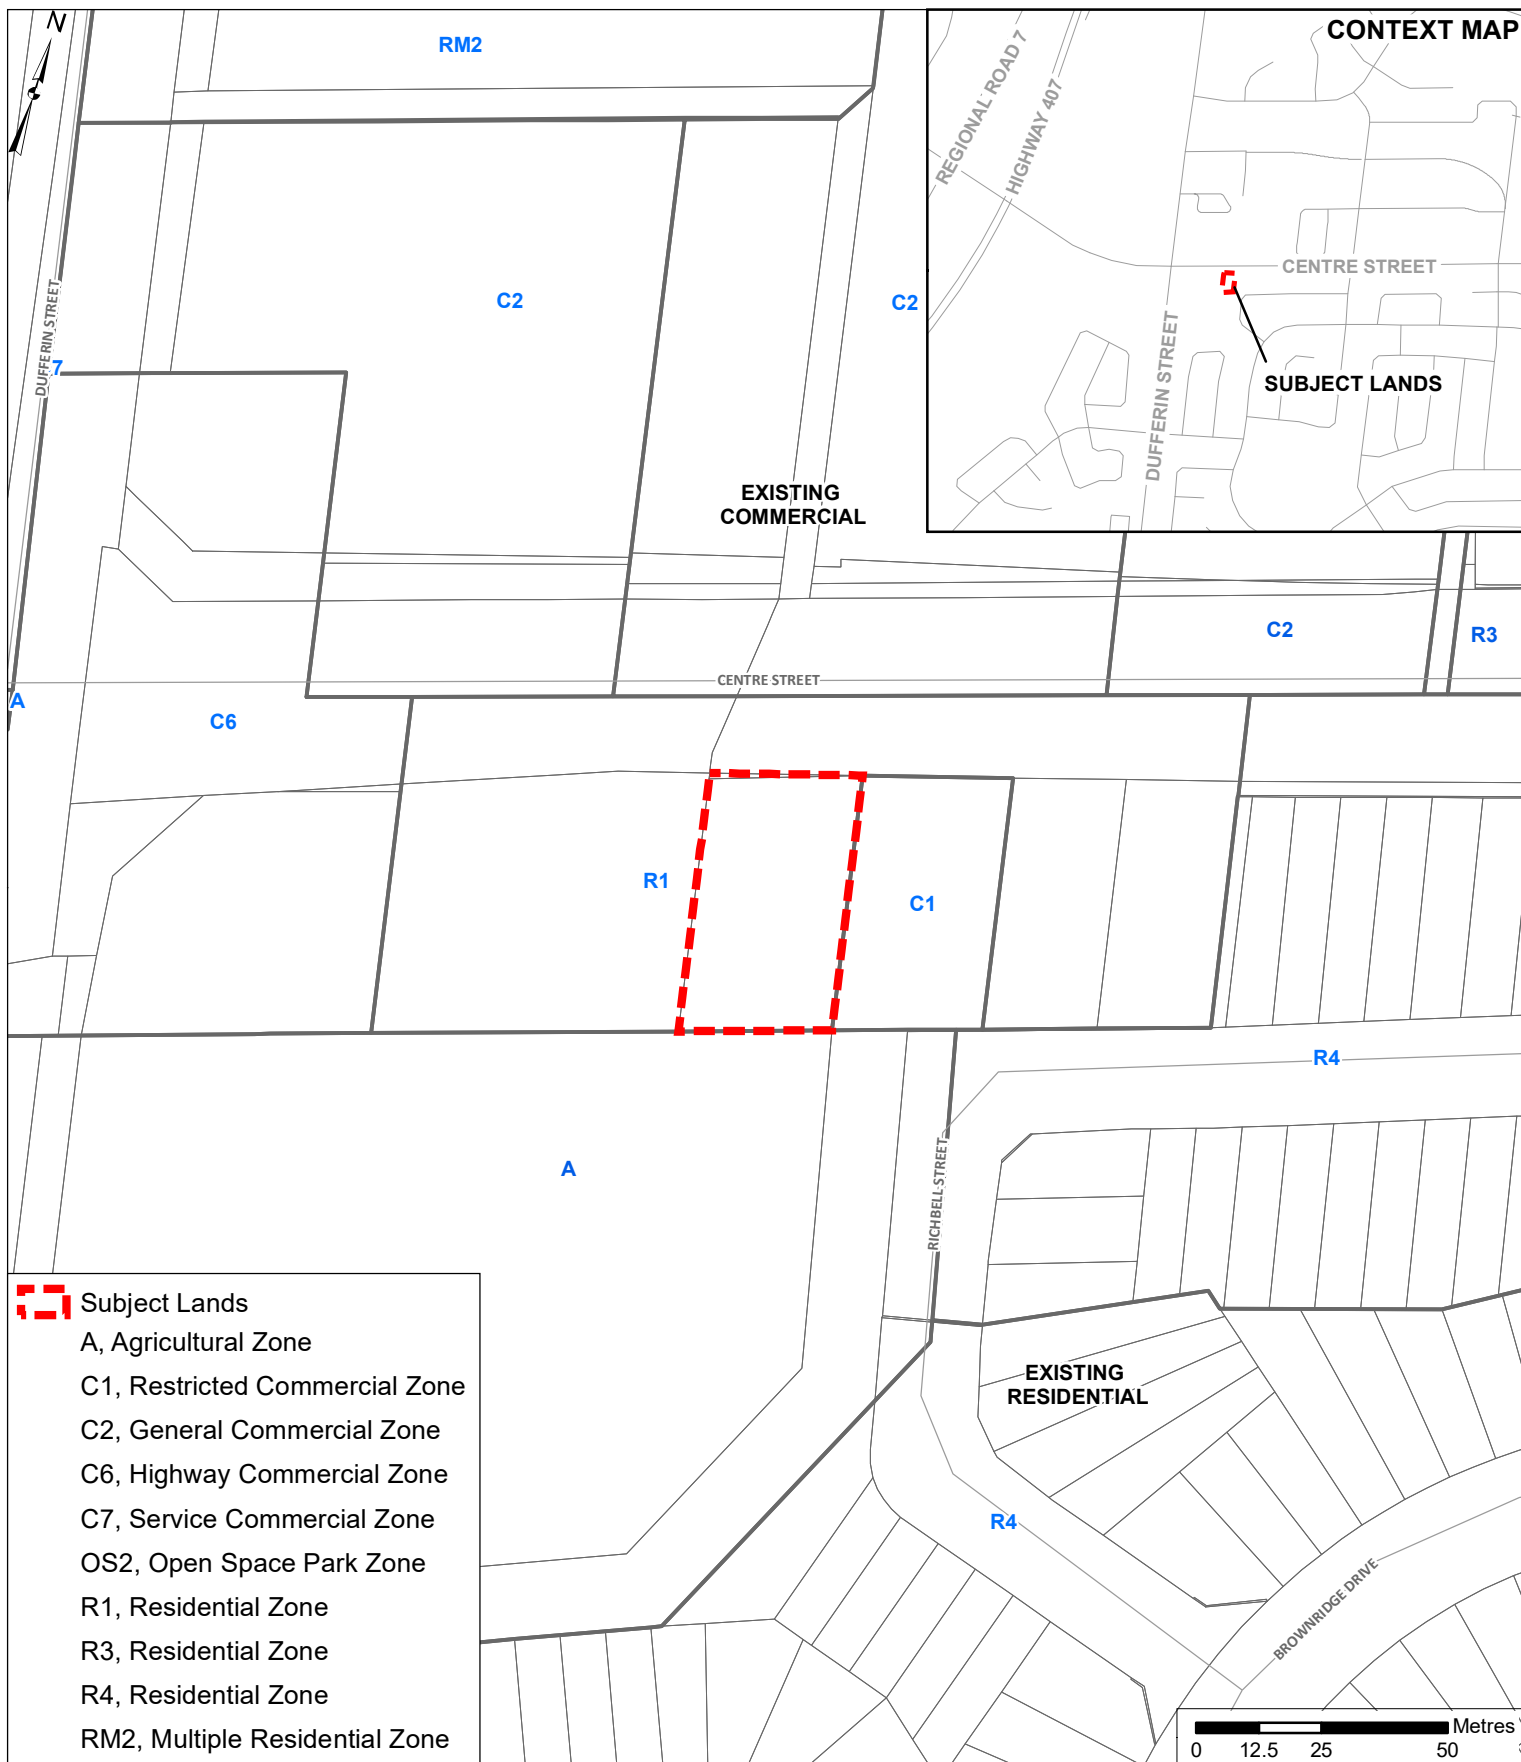 N
RM2
CONTEXT MAP
REGIONAL ROAD 7
HIGHWAY 407
CENTRE STREET
DUFFERIN STREET
SUBJECT LANDS
C2
C2
DUFFERIN STREET
7
EXISTING
COMMERCIAL
C2
R3
CENTRE STREET
A
C6
R1
C1
R4
A
RICHBELL STREET
EXISTING
RESIDENTIAL
R4
BROWNRIDGE DRIVE
Subject Lands
A, Agricultural Zone
C1, Restricted Commercial Zone
C2, General Commercial Zone
C6, Highway Commercial Zone
C7, Service Commercial Zone
OS2, Open Space Park Zone
R1, Residential Zone
R3, Residential Zone
R4, Residential Zone
RM2, Multiple Residential Zone
Metres
0 12.5 25 50